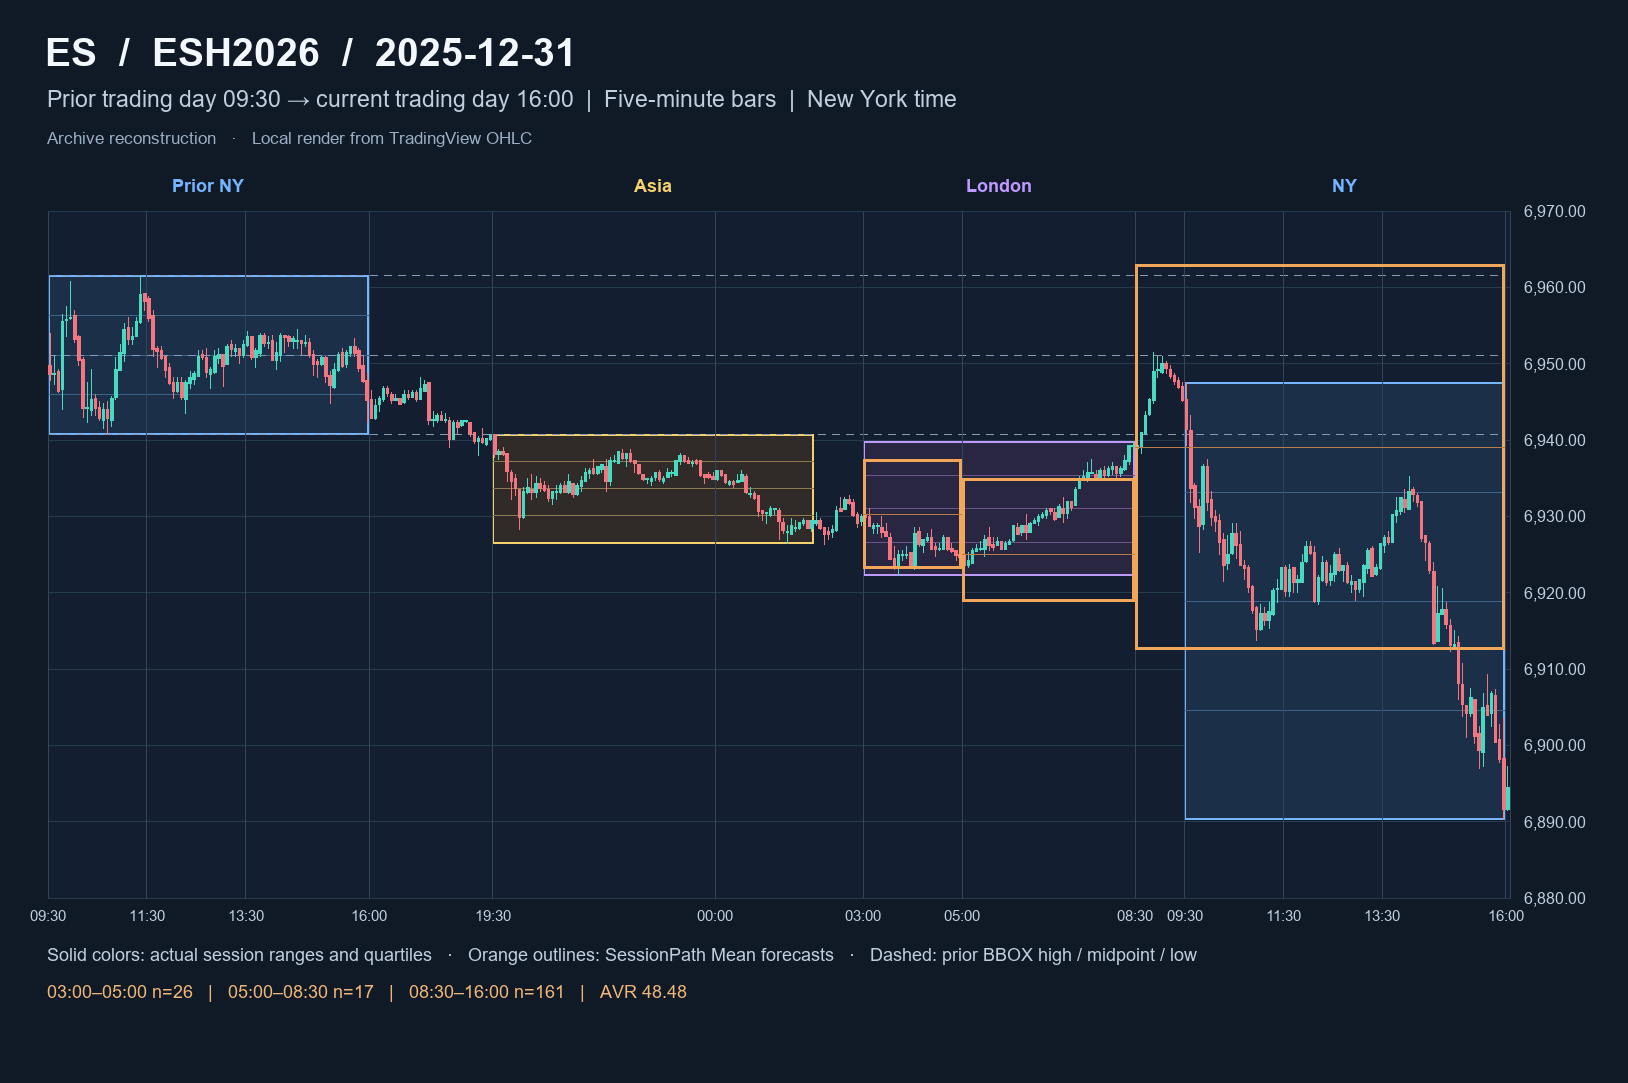 ES / ESH2026 / 2025-12-31
Prior trading day 09:30 → current trading day 16:00 | Five-minute bars | New York time
Archive reconstruction · Local render from TradingView OHLC
Prior NY Asia London NY
6,970.00
6,960.00
6,950.00
6,940.00
6,930.00
6,920.00
6,910.00
6,900.00
6,890.00
6,880.00
09:30 11:30 13:30 16:00 19:30 00:00 03:00 05:00 08:30 09:30 11:30 13:30 16:00
Solid colors: actual session ranges and quartiles · Orange outlines: SessionPath Mean forecasts · Dashed: prior BBOX high / midpoint / low
03:00–05:00 n=26 | 05:00–08:30 n=17 | 08:30–16:00 n=161 | AVR 48.48